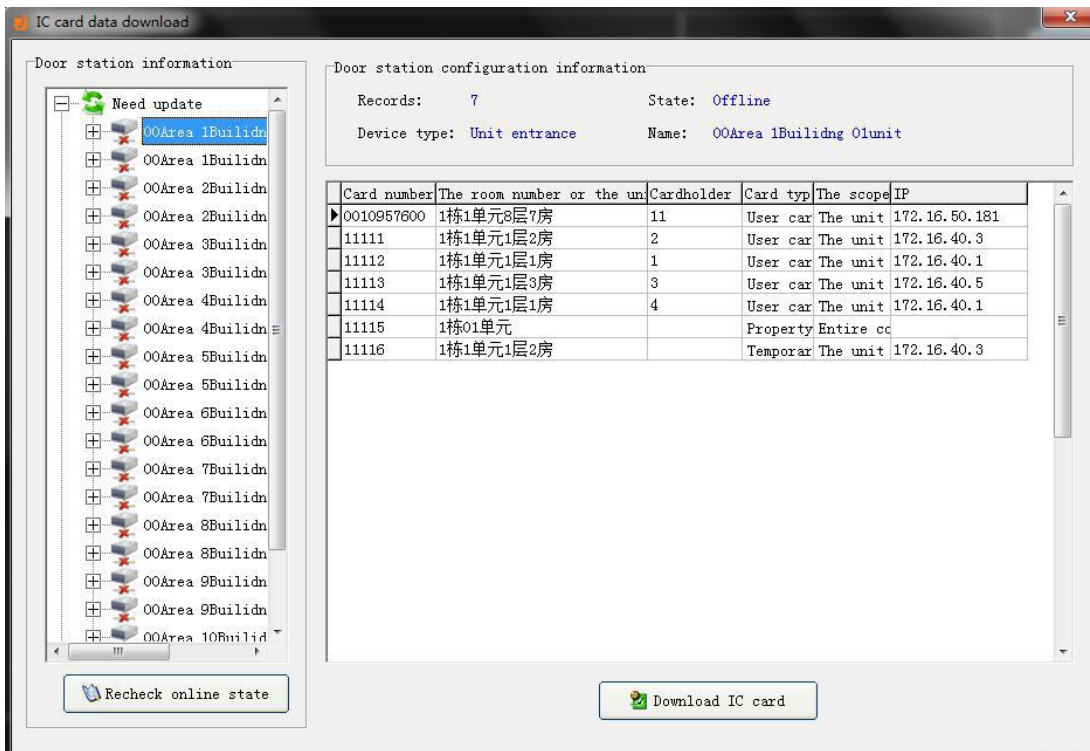 IC card data download
Door station information
Need update
00Area 1Builidn
00Area 1Builidn
00Area 2Builidn
00Area 2Builidn
00Area 3Builidn
00Area 3Builidn
00Area 4Builidn
00Area 4Builidn
00Area 5Builidn
00Area 5Builidn
00Area 6Builidn
00Area 6Builidn
00Area 7Builidn
00Area 7Builidn
00Area 8Builidn
00Area 8Builidn
00Area 9Builidn
00Area 9Builidn
00Area 10Builid
Recheck online state
Door station configuration information
Records: 7 State: Offline
Device type: Unit entrance Name: 00Area 1Builidng 01unit
Card number The room number or the uni Cardholder Card typ The scope IP
0010957600 1栋1单元8层7房 11 User car The unit 172.16.50.181
11111 1栋1单元1层2房 2 User car The unit 172.16.40.3
11112 1栋1单元1层1房 1 User car The unit 172.16.40.1
11113 1栋1单元1层3房 3 User car The unit 172.16.40.5
11114 1栋1单元1层1房 4 User car The unit 172.16.40.1
11115 1栋01单元 Property Entire co
11116 1栋1单元1层2房 Temporar The unit 172.16.40.3
Download IC card